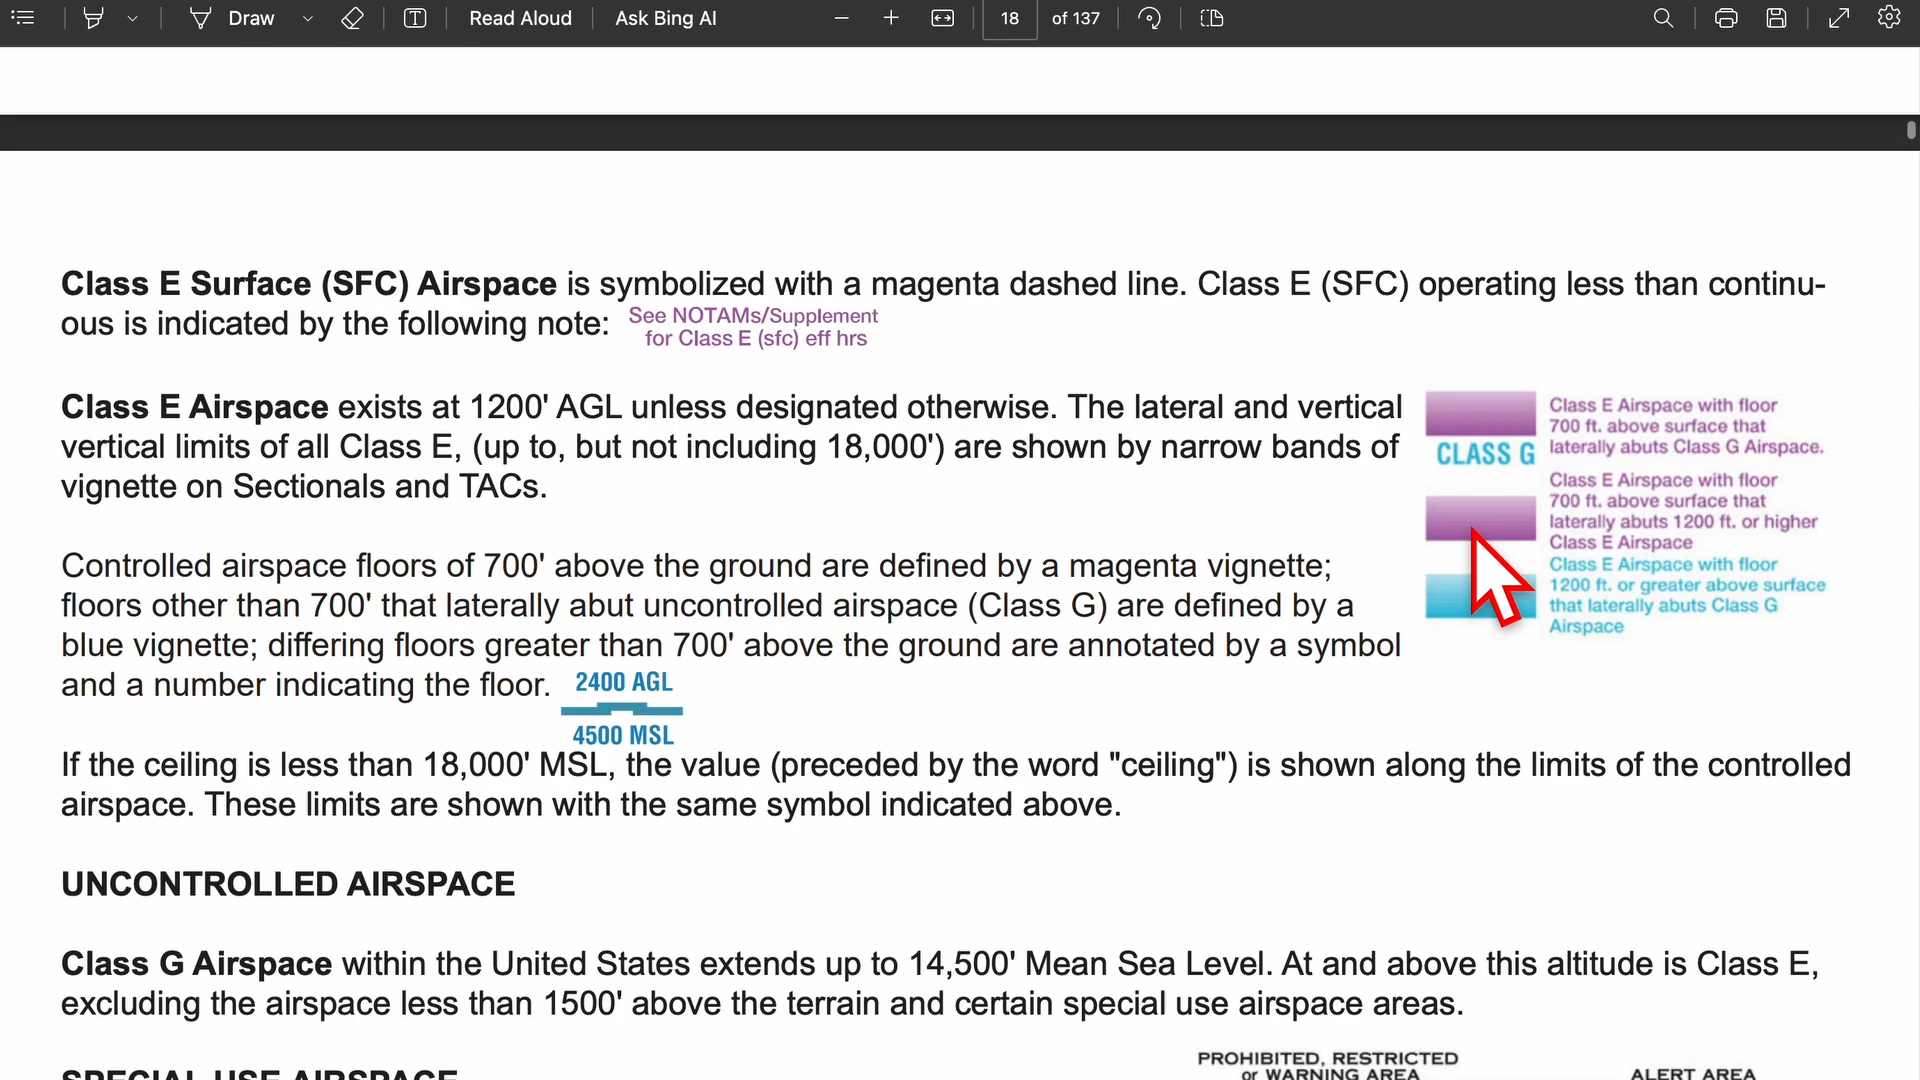 Draw
Read Aloud
Ask Bing AI
18
of 137
Class E Surface (SFC) Airspace is symbolized with a magenta dashed line. Class E (SFC) operating less than continu-
ous is indicated by the following note:
See NOTAMs/Supplement
for Class E (sfc) eff hrs
Class E Airspace exists at 1200' AGL unless designated otherwise. The lateral and vertical
vertical limits of all Class E, (up to, but not including 18,000') are shown by narrow bands of
vignette on Sectionals and TACs.
CLASS G
Class E Airspace with floor
700 ft. above surface that
laterally abuts Class G Airspace.
Class E Airspace with floor
700 ft. above surface that
laterally abuts 1200 ft. or higher
Class E Airspace
Class E Airspace with floor
1200 ft. or greater above surface
that laterally abuts Class G
Airspace
Controlled airspace floors of 700' above the ground are defined by a magenta vignette;
floors other than 700' that laterally abut uncontrolled airspace (Class G) are defined by a
blue vignette; differing floors greater than 700' above the ground are annotated by a symbol
and a number indicating the floor.
2400 AGL
4500 MSL
If the ceiling is less than 18,000' MSL, the value (preceded by the word "ceiling") is shown along the limits of the controlled
airspace. These limits are shown with the same symbol indicated above.
UNCONTROLLED AIRSPACE
Class G Airspace within the United States extends up to 14,500' Mean Sea Level. At and above this altitude is Class E,
excluding the airspace less than 1500' above the terrain and certain special use airspace areas.
SPECIAL USE AIRSPACE
PROHIBITED, RESTRICTED
or WARNING AREA
ALERT AREA